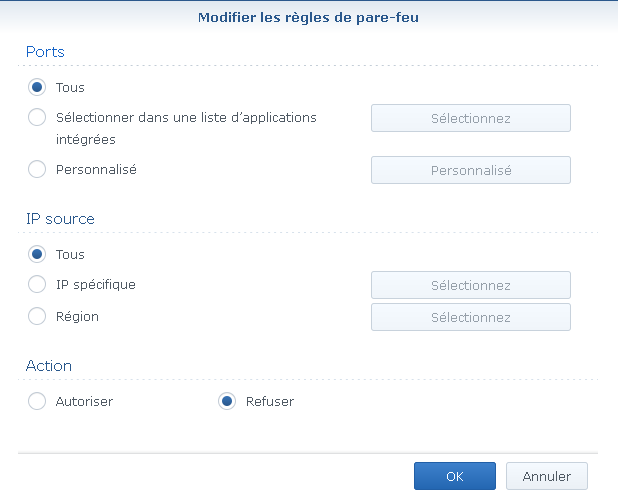 Modifier les règles de pare-feu
Ports
Tous
Sélectionner dans une liste d’applications
intégrées
Sélectionnez
Personnalisé
Personnalisé
IP source
Tous
IP spécifique
Sélectionnez
Région
Sélectionnez
Action
Autoriser
Refuser
OK
Annuler